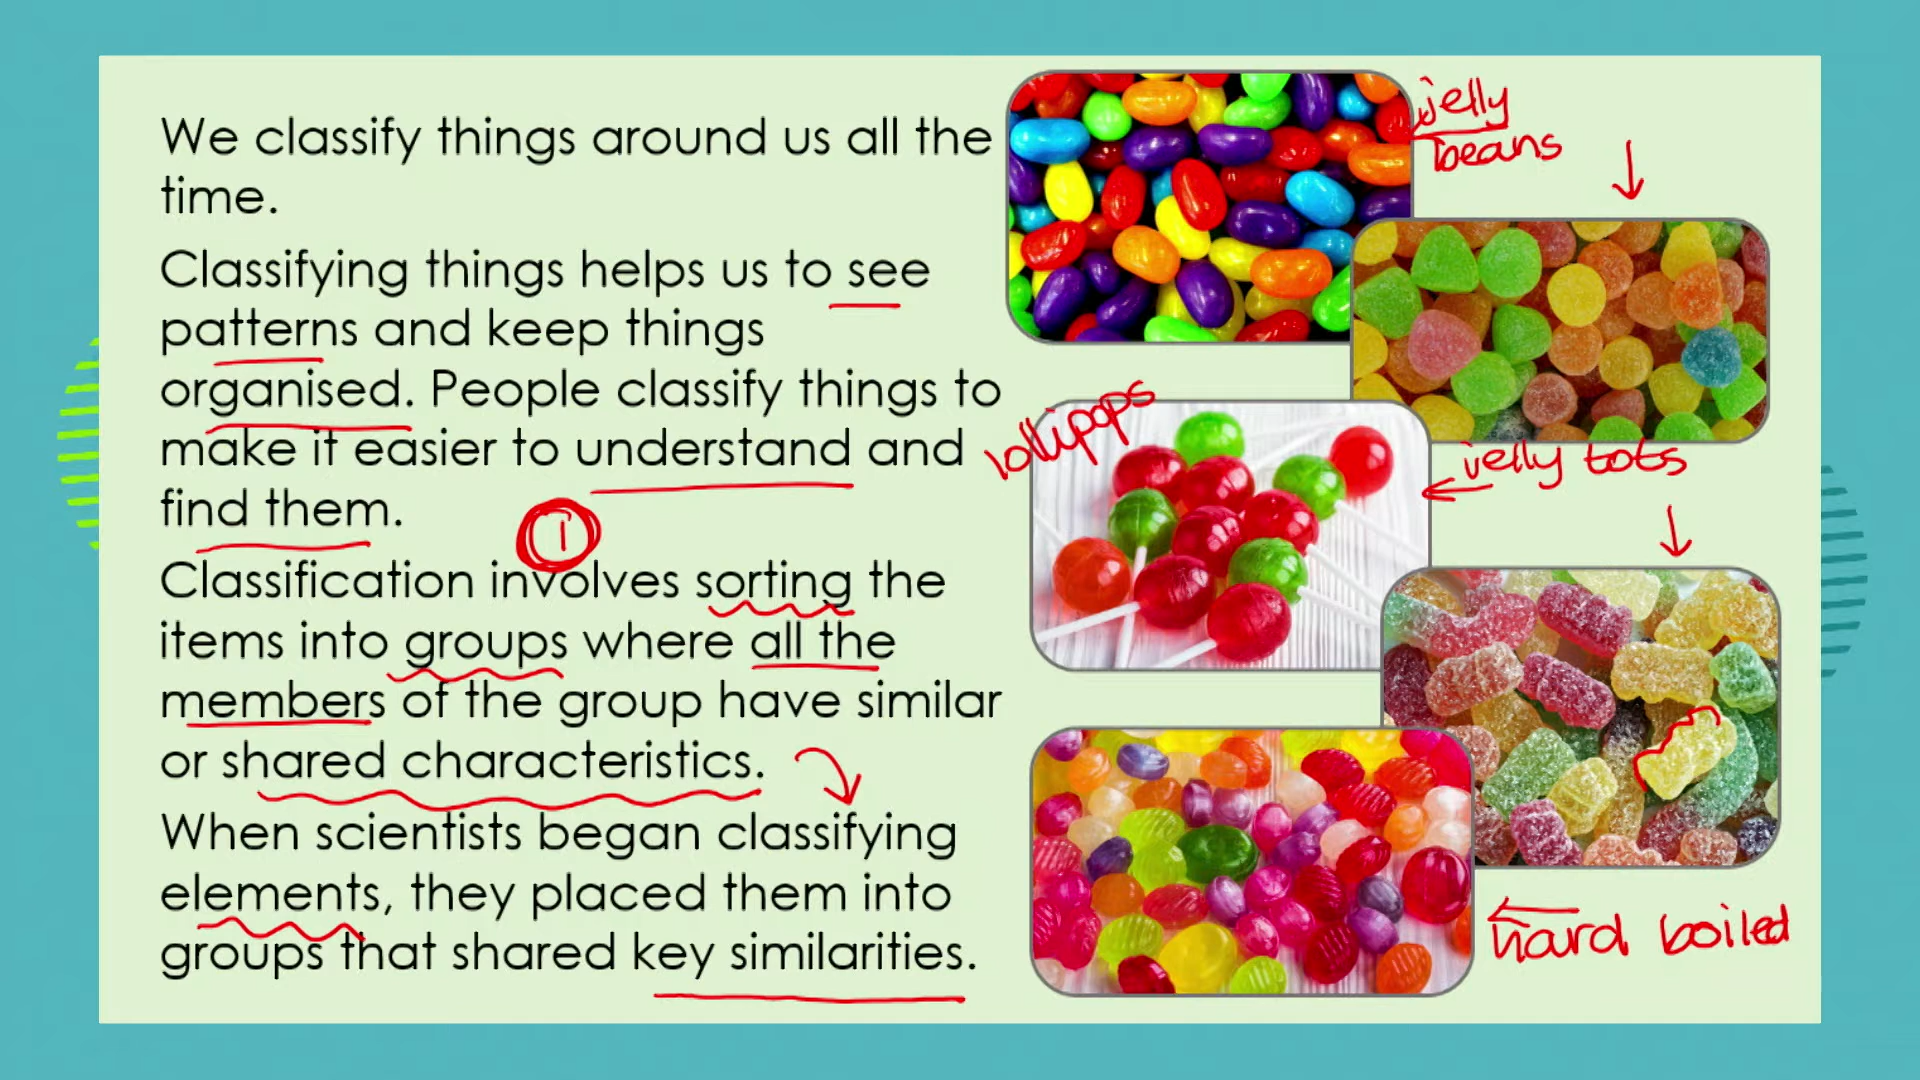 We classify things around us all the
time.
Classifying things helps us to see
patterns and keep things
organised. People classify things to
make it easier to understand and
find them.
1
Classification involves sorting the
items into groups where all the
members of the group have similar
or shared characteristics.
When scientists began classifying
elements, they placed them into
groups that shared key similarities.
jelly
beans
jelly tots
lollipops
hard boiled